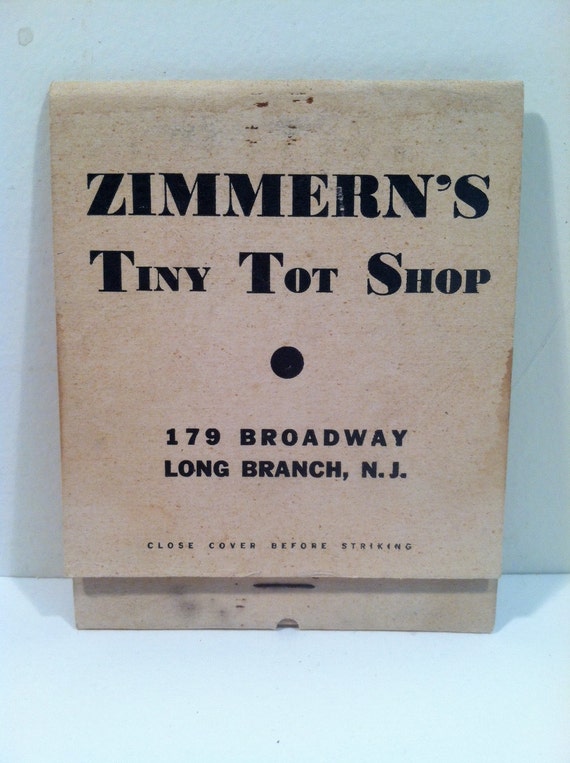 ZIMMERN'S
TINY TOT SHOP
179 BROADWAY
LONG BRANCH, N.J.
CLOSE COVER BEFORE STRIKING